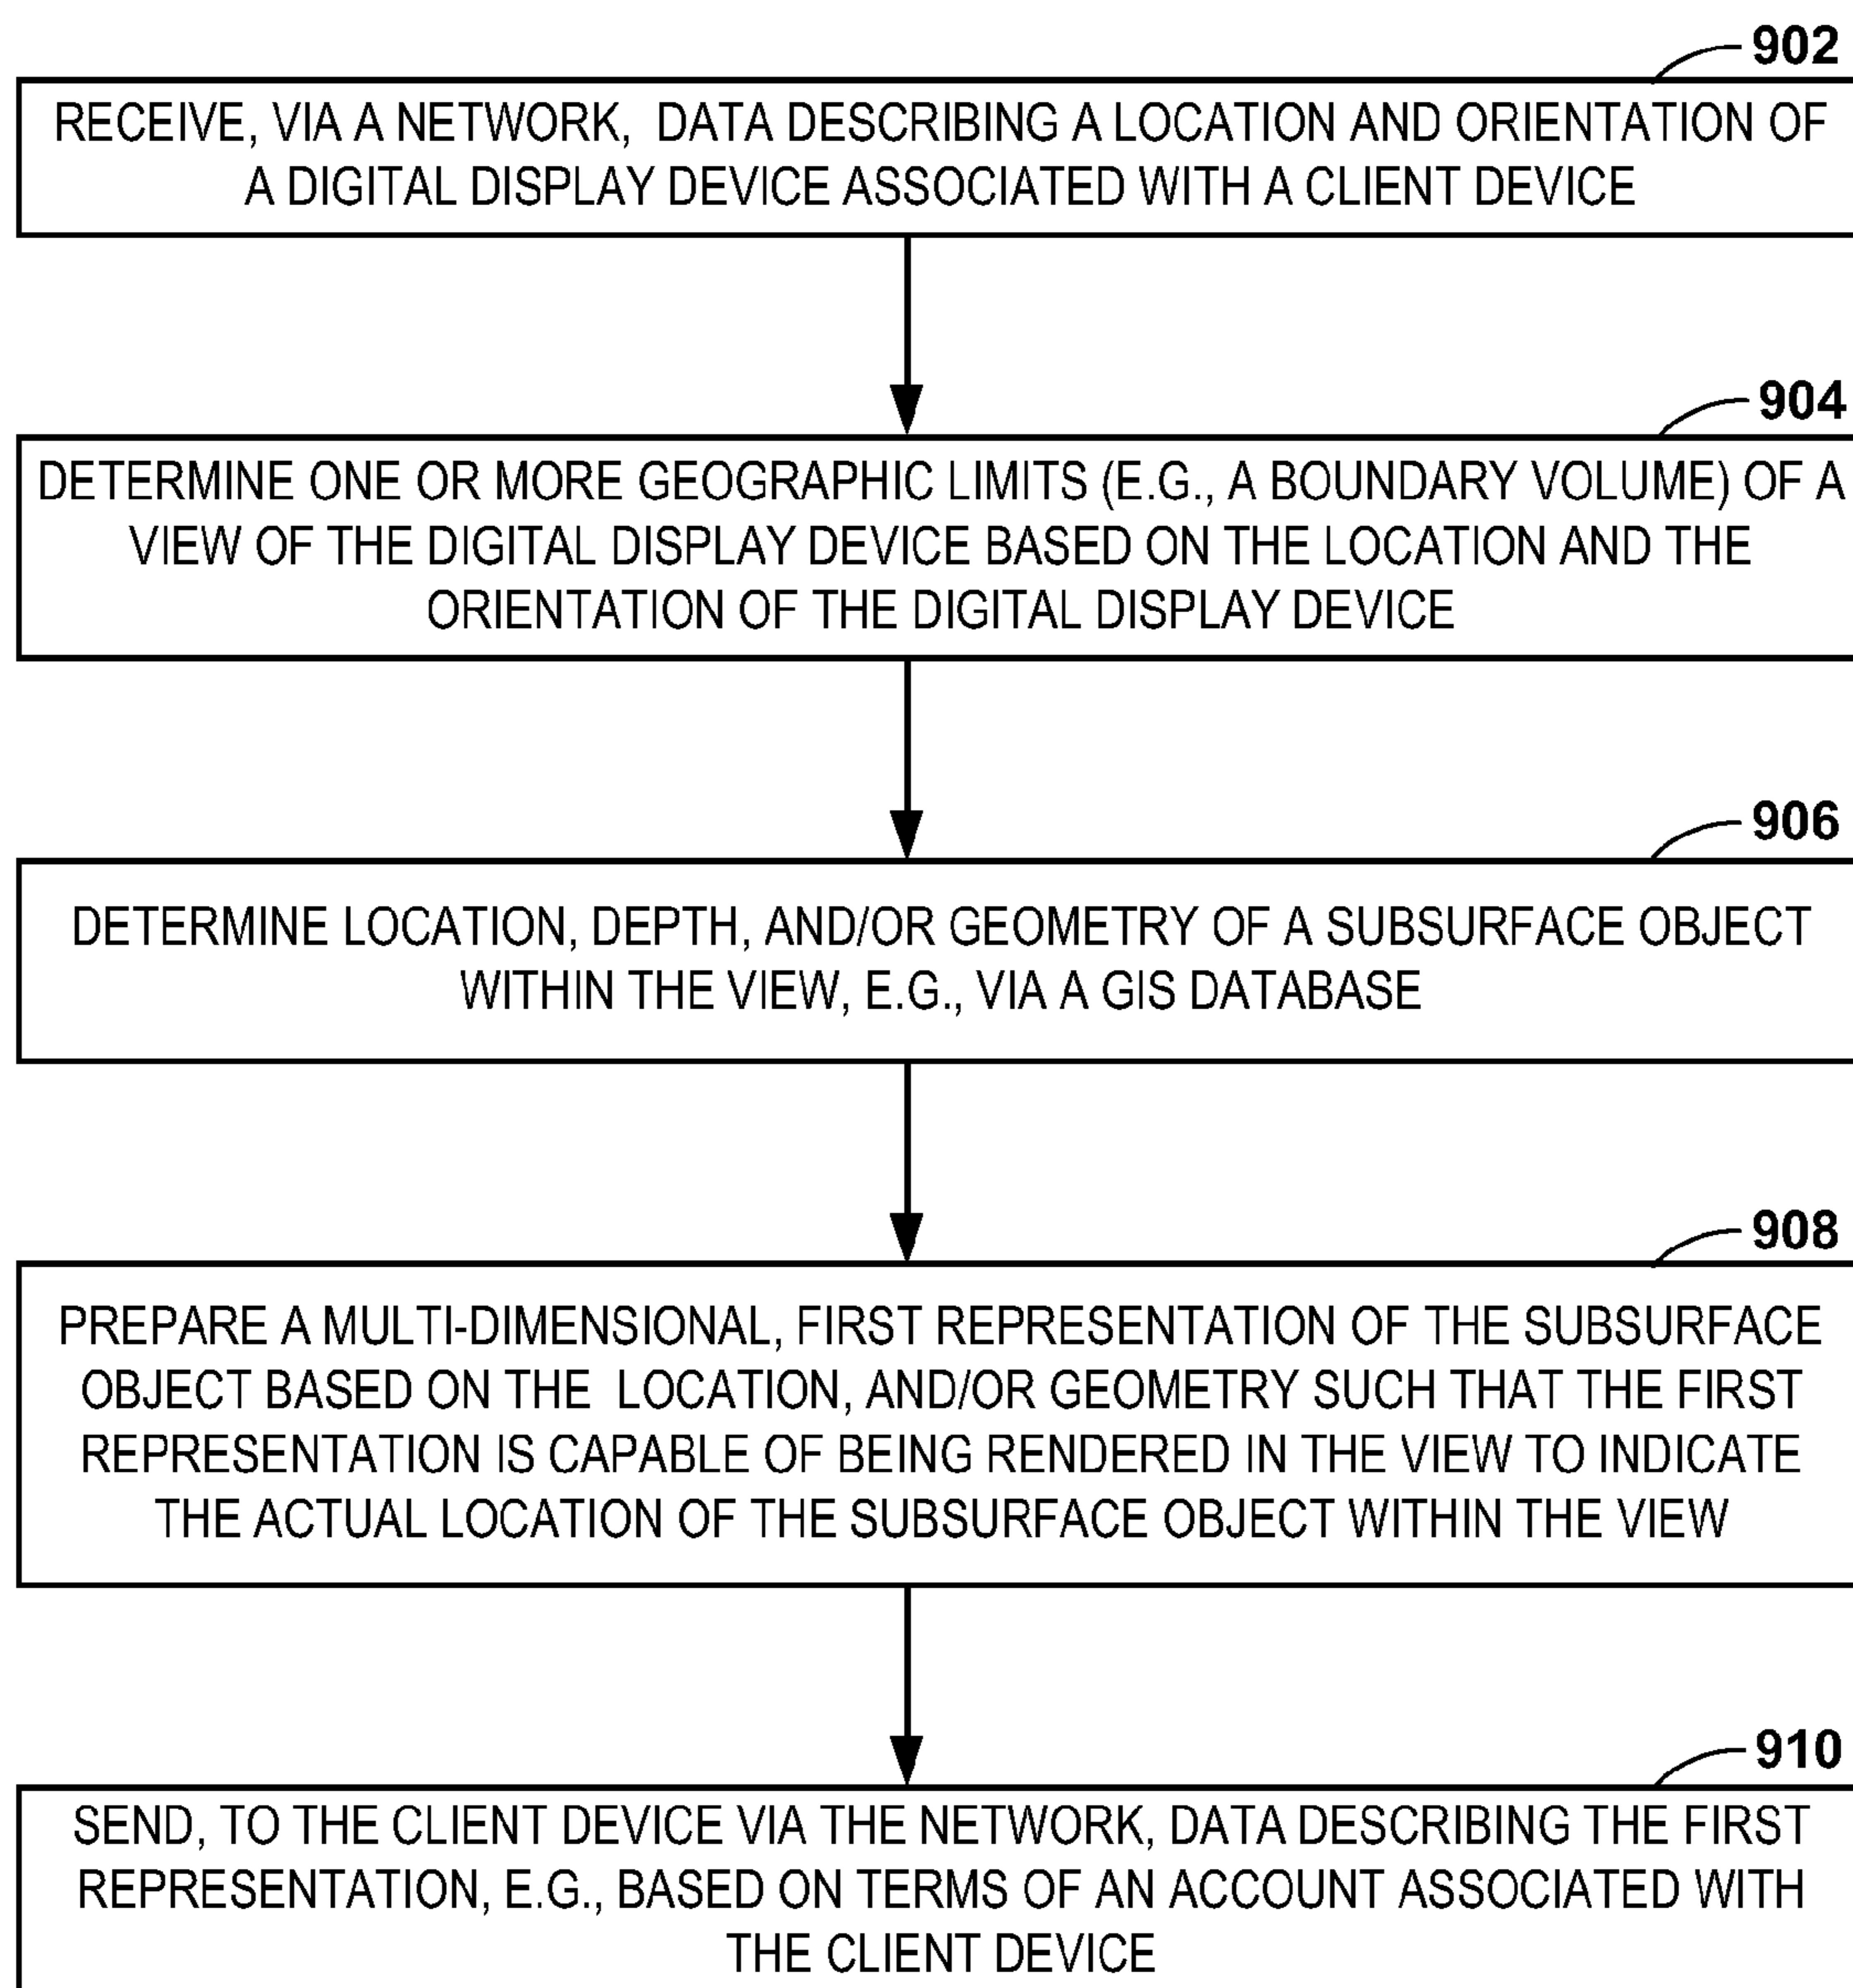 902
RECEIVE, VIA A NETWORK, DATA DESCRIBING A LOCATION AND ORIENTATION OF
A DIGITAL DISPLAY DEVICE ASSOCIATED WITH A CLIENT DEVICE
904
DETERMINE ONE OR MORE GEOGRAPHIC LIMITS (E.G., A BOUNDARY VOLUME) OF A
VIEW OF THE DIGITAL DISPLAY DEVICE BASED ON THE LOCATION AND THE
ORIENTATION OF THE DIGITAL DISPLAY DEVICE
906
DETERMINE LOCATION, DEPTH, AND/OR GEOMETRY OF A SUBSURFACE OBJECT
WITHIN THE VIEW, E.G., VIA A GIS DATABASE
908
PREPARE A MULTI-DIMENSIONAL, FIRST REPRESENTATION OF THE SUBSURFACE
OBJECT BASED ON THE LOCATION, AND/OR GEOMETRY SUCH THAT THE FIRST
REPRESENTATION IS CAPABLE OF BEING RENDERED IN THE VIEW TO INDICATE
THE ACTUAL LOCATION OF THE SUBSURFACE OBJECT WITHIN THE VIEW
910
SEND, TO THE CLIENT DEVICE VIA THE NETWORK, DATA DESCRIBING THE FIRST
REPRESENTATION, E.G., BASED ON TERMS OF AN ACCOUNT ASSOCIATED WITH
THE CLIENT DEVICE